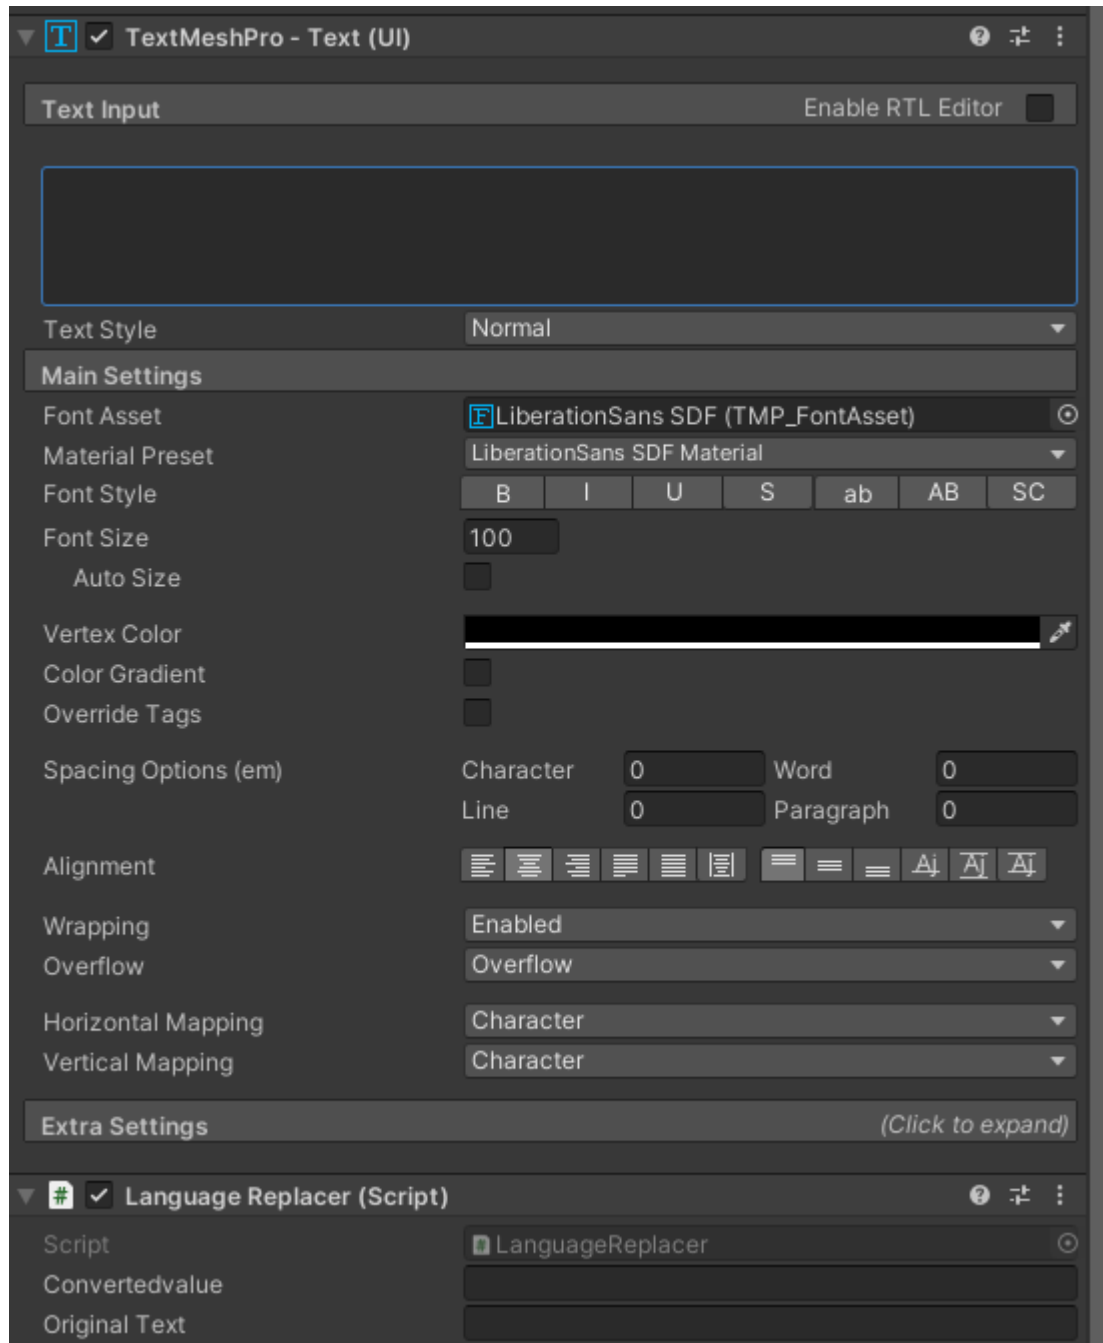 TextMeshPro - Text (UI)
Text Input Enable RTL Editor
Text Style Normal
Main Settings
Font Asset LiberationSans SDF (TMP_FontAsset)
Material Preset LiberationSans SDF Material
Font Style B I U S ab AB SC
Font Size 100
Auto Size
Vertex Color
Color Gradient
Override Tags
Spacing Options (em) Character 0 Word 0
Line 0 Paragraph 0
Alignment
Wrapping Enabled
Overflow Overflow
Horizontal Mapping Character
Vertical Mapping Character
Extra Settings (Click to expand)
Language Replacer (Script)
Script LanguageReplacer
Convertedvalue
Original Text